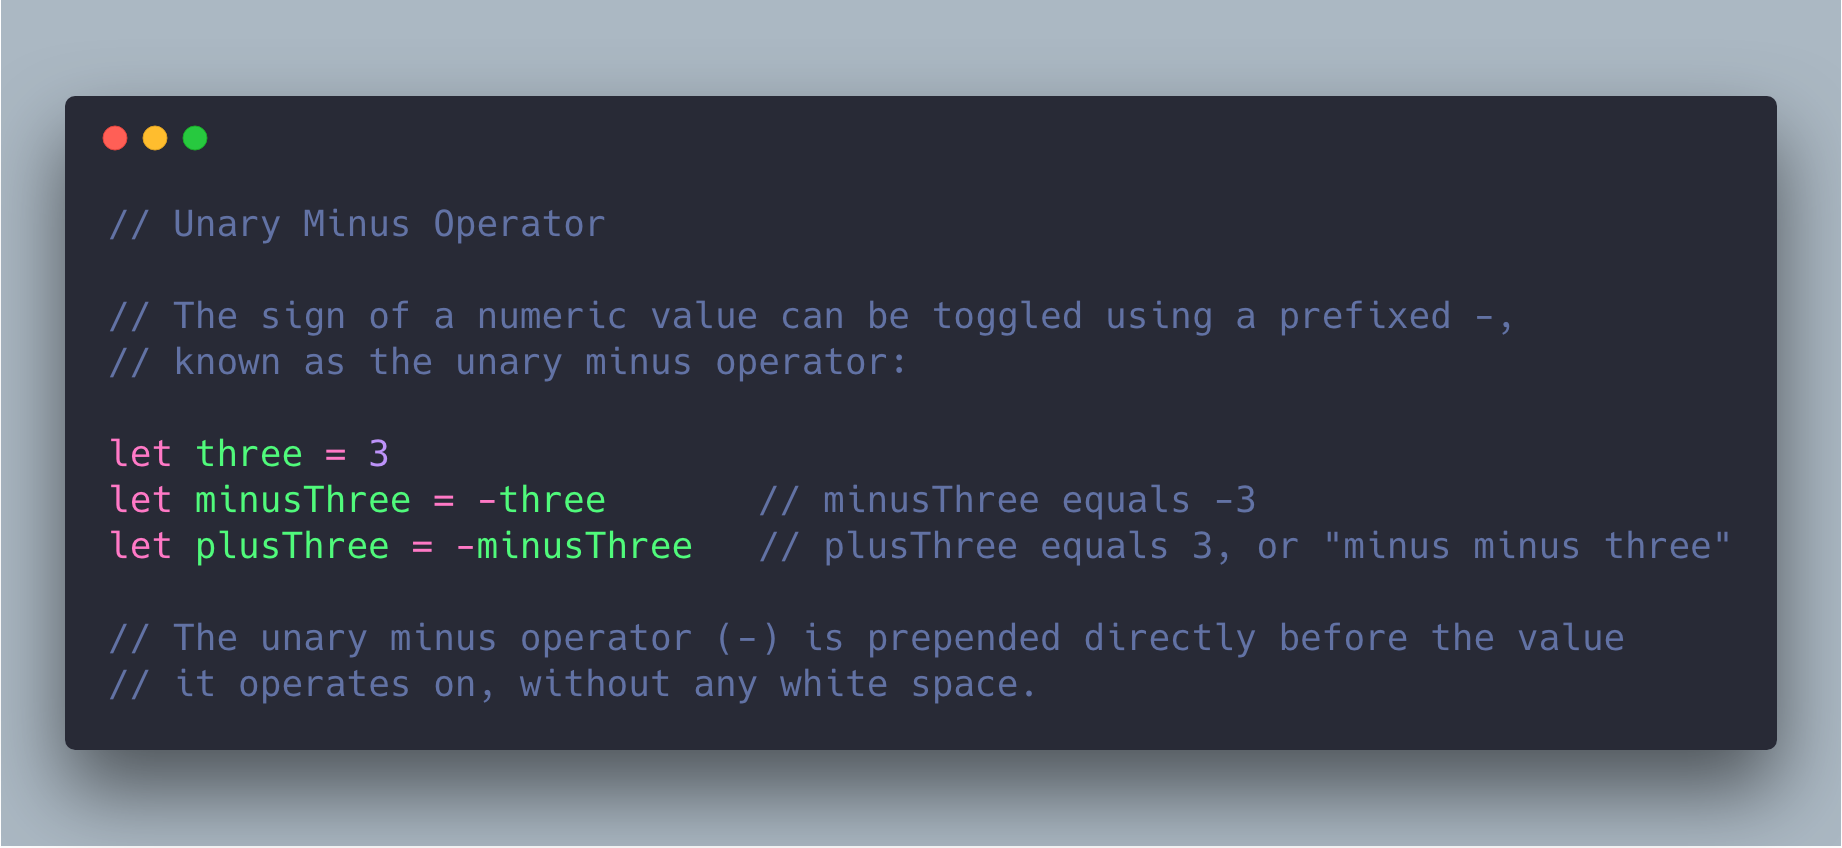 // Unary Minus Operator
// The sign of a numeric value can be toggled using a prefixed -,
// known as the unary minus operator:
let three = 3
let minusThree = -three       // minusThree equals -3
let plusThree = -minusThree   // plusThree equals 3, or "minus minus three"
// The unary minus operator (-) is prepended directly before the value
// it operates on, without any white space.